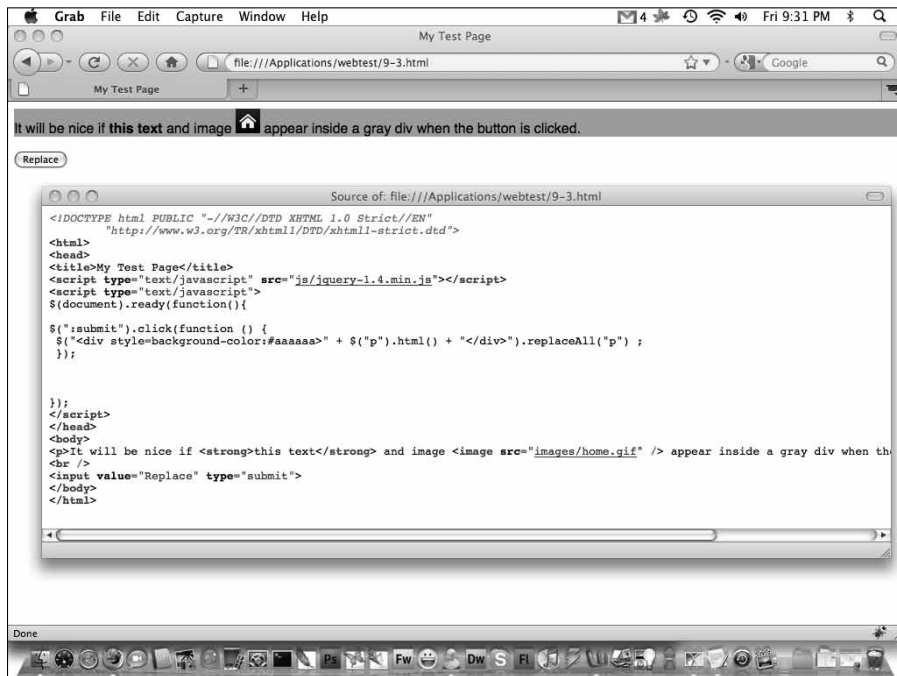 Grab File Edit Capture Window Help 4 Fri 9:31 PM
My Test Page
file:///Applications/webtest/9-3.html Google
My Test Page +
It will be nice if this text and image appear inside a gray div when the button is clicked.
Replace
Source of: file:///Applications/webtest/9-3.html
<!DOCTYPE html PUBLIC "-//W3C//DTD XHTML 1.0 Strict//EN"
"http://www.w3.org/TR/xhtml1/DTD/xhtml1-strict.dtd">
<html>
<head>
<title>My Test Page</title>
<script type="text/javascript" src="js/jquery-1.4.min.js"></script>
<script type="text/javascript">
$(document).ready(function(){
$(":submit").click(function () {
$("<div style=background-color:#aaaaaa>" + $("p").html() + "</div>").replaceAll("p") ;
});
});
</script>
</head>
<body>
<p>It will be nice if <strong>this text</strong> and image <image src="images/home.gif" /> appear inside a gray div when th
<br />
<input value="Replace" type="submit">
</body>
</html>
Done
Ps Fw Dw S Fl